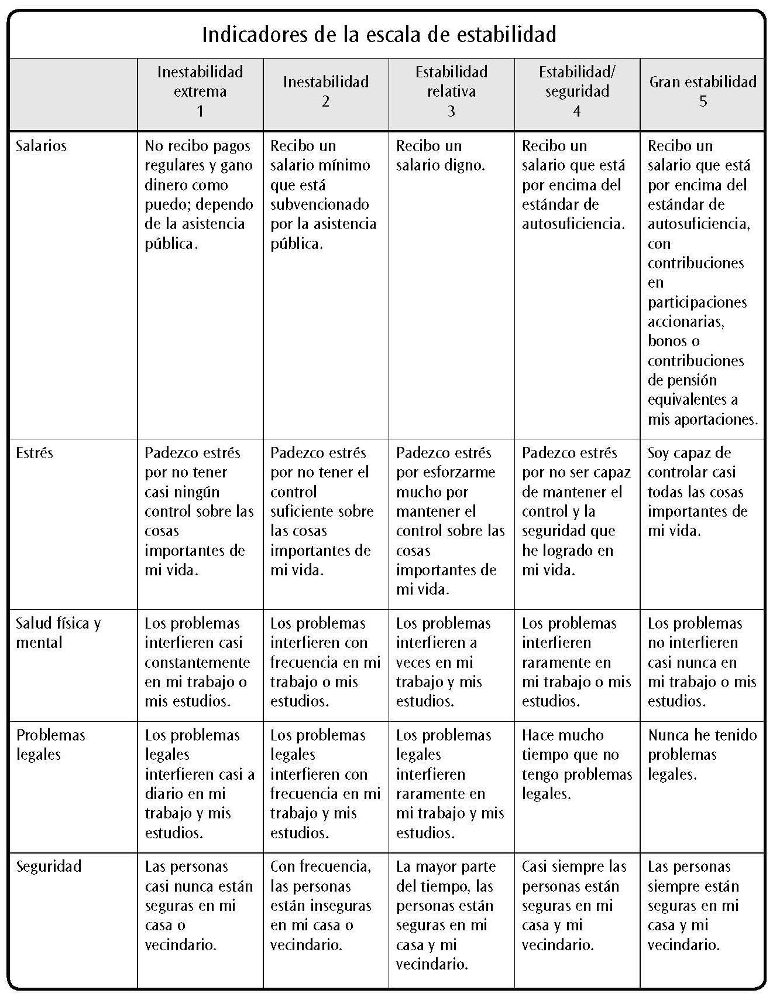 Indicadores de la escala de estabilidad
Inestabilidad
extrema
1
Inestabilidad
2
Estabilidad
relativa
3
Estabilidad/
seguridad
4
Gran estabilidad
5
Salarios
No recibo pagos
regulares y gano
dinero como
puedo; dependo
de la asistencia
pública.
Recibo un
salario mínimo
que está
subvencionado
por la asistencia
pública.
Recibo un
salario digno.
Recibo un
salario que está
por encima del
estándar de
autosuficiencia.
Recibo un
salario que está
por encima del
estándar de
autosuficiencia,
con
contribuciones
en
participaciones
accionarias,
bonos o
contribuciones
de pensión
equivalentes a
mis aportaciones.
Estrés
Padezco estrés
por no tener
casi ningún
control sobre las
cosas
importantes de
mi vida.
Padezco estrés
por no tener el
control
suficiente sobre
las cosas
importantes de
mi vida.
Padezco estrés
por esforzarme
mucho por
mantener el
control sobre las
cosas
importantes de
mi vida.
Padezco estrés
por no ser capaz
de mantener el
control y la
seguridad que
he logrado en
mi vida.
Soy capaz de
controlar casi
todas las cosas
importantes de
mi vida.
Salud física y
mental
Los problemas
interfieren casi
constantemente
en mi trabajo o
mis estudios.
Los problemas
interfieren con
frecuencia en mi
trabajo o mis
estudios.
Los problemas
interfieren a
veces en mi
trabajo y mis
estudios.
Los problemas
interfieren
raramente en
mi trabajo o mis
estudios.
Los problemas
no interfieren
casi nunca en
mi trabajo o mis
estudios.
Problemas
legales
Los problemas
legales
interfieren casi a
diario en mi
trabajo y mis
estudios.
Los problemas
legales
interfieren con
frecuencia en mi
trabajo y mis
estudios.
Los problemas
legales
interfieren
raramente en
mi trabajo y mis
estudios.
Hace mucho
tiempo que no
tengo problemas
legales.
Nunca he tenido
problemas
legales.
Seguridad
Las personas
casi nunca están
seguras en mi
casa o
vecindario.
Con frecuencia,
las personas
están inseguras
en mi casa o
vecindario.
La mayor parte
del tiempo, las
personas están
seguras en mi
casa y mi
vecindario.
Casi siempre las
personas están
seguras en mi
casa y mi
vecindario.
Las personas
siempre están
seguras en mi
casa y mi
vecindario.